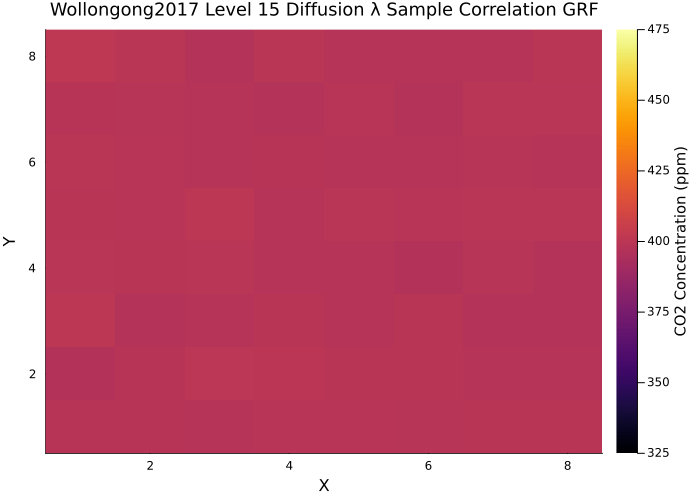 Wollongong2017 Level 15 Diffusion λ Sample Correlation GRF
8
6
4
2
Y
2 4 6 8
X
475
450
425
400
375
350
325
CO2 Concentration (ppm)